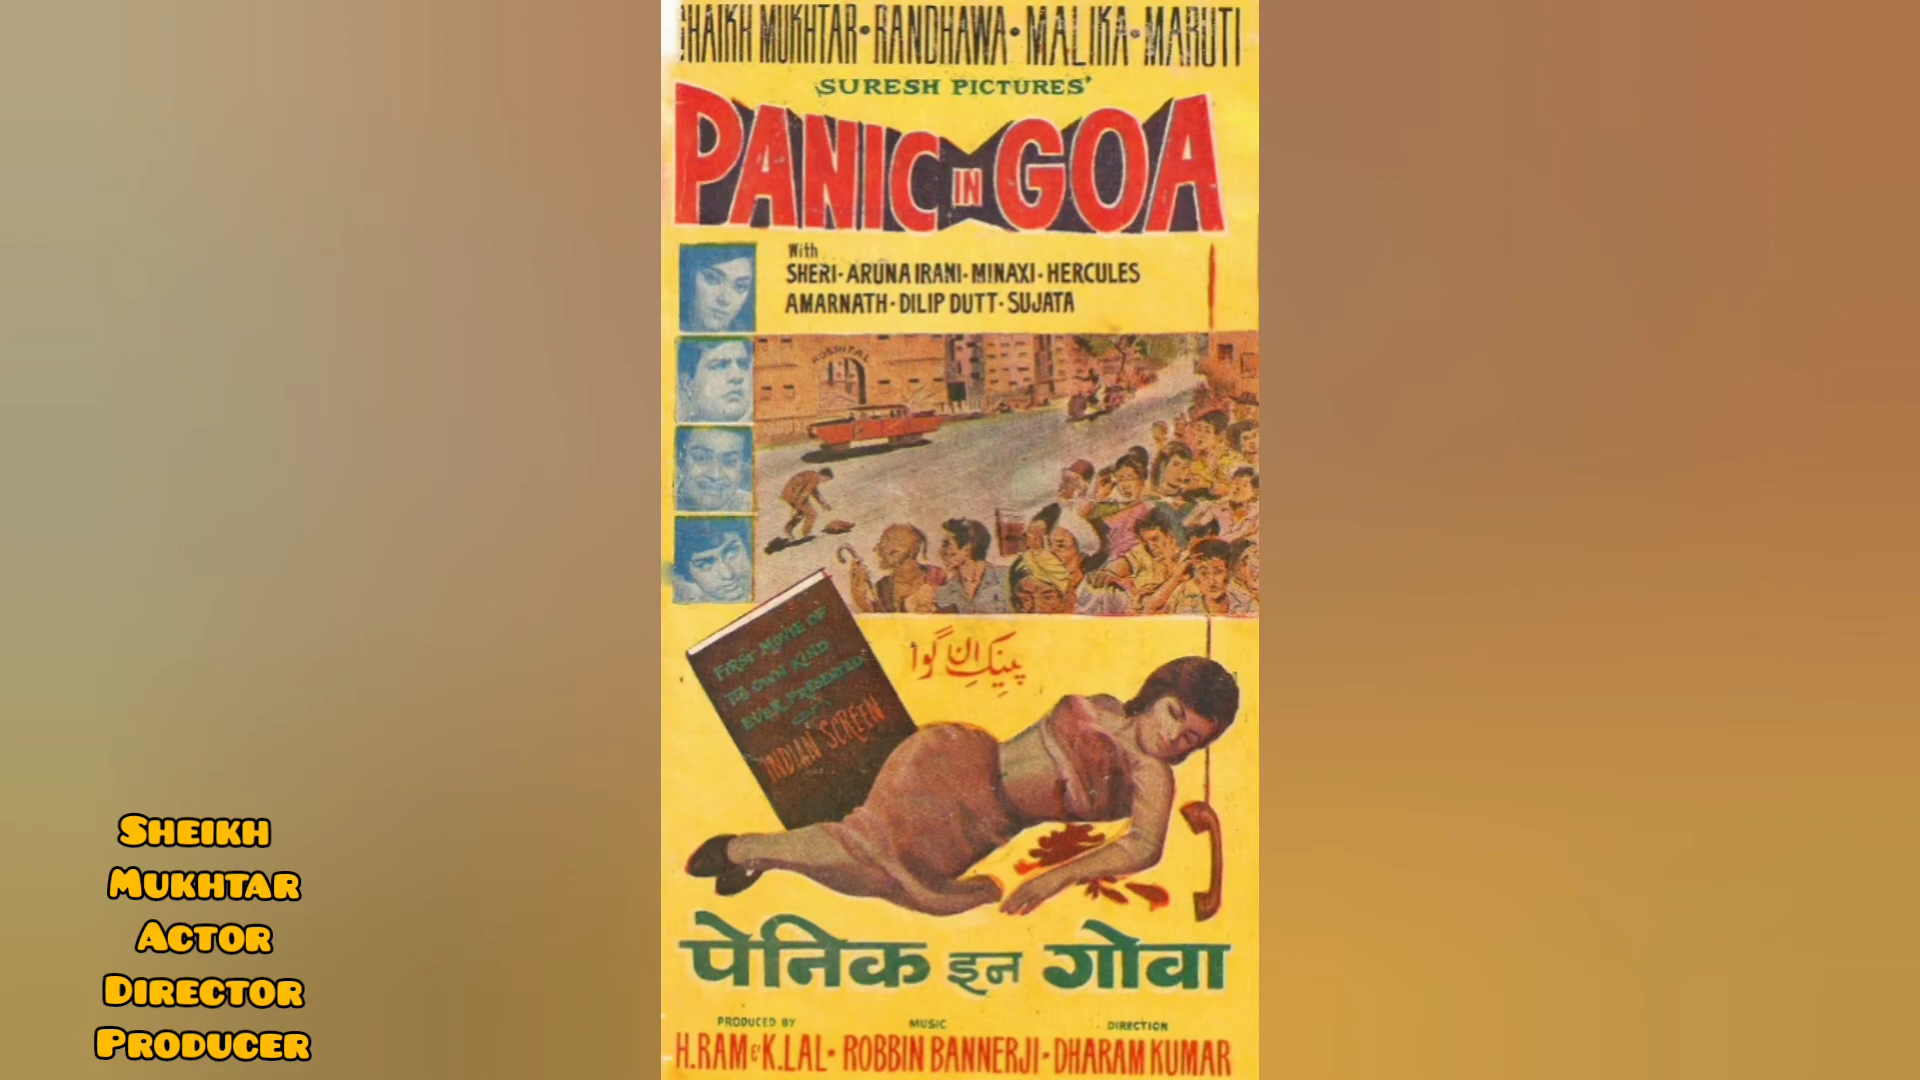 SHAIKH MUKHTAR • RANDHAWA • MALIKA • MARUTI
SURESH PICTURES'
PANIC IN GOA
With
SHERI · ARUNA IRANI · MINAXI · HERCULES
AMARNATH · DILIP DUTT · SUJATA
HOSPITAL
FIRST MOVIE OF
ITS OWN KIND
EVER PRESENTED
INDIAN SCREEN
پینِک اِن گوا
पेनिक इन गोवा
PRODUCED BY MUSIC DIRECTION
H. RAM & K. LAL • ROBBIN BANNERJI • DHARAM KUMAR
SHEIKH
MUKHTAR
ACTOR
DIRECTOR
PRODUCER